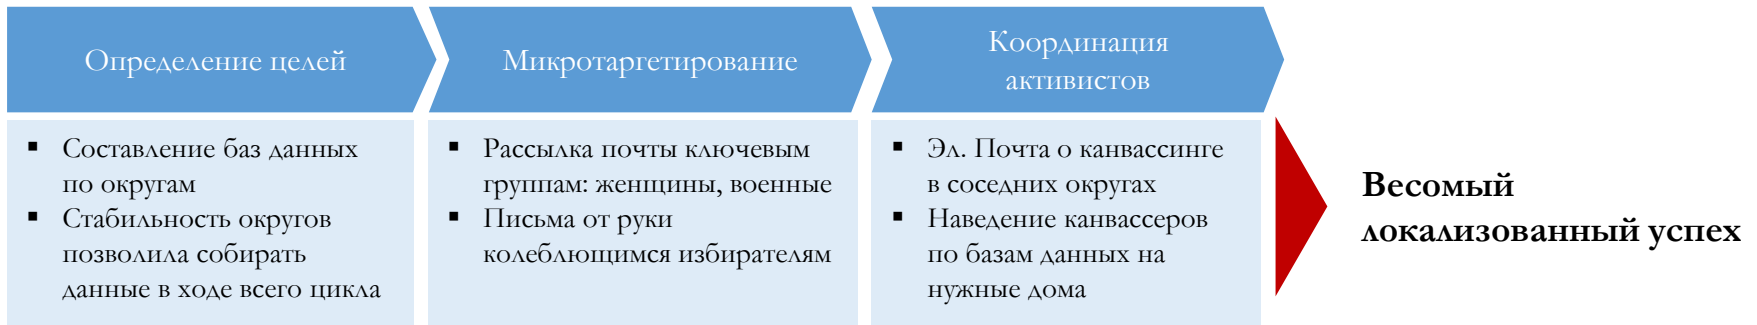 Определение целей
Микротаргетирование
Координация
активистов
▪ Составление баз данных
по округам
▪ Стабильность округов
позволила собирать
данные в ходе всего цикла
▪ Рассылка почты ключевым
группам: женщины, военные
▪ Письма от руки
колеблющимся избирателям
▪ Эл. Почта о канвассинге
в соседних округах
▪ Наведение канвассеров
по базам данных на
нужные дома
Весомый
локализованный успех